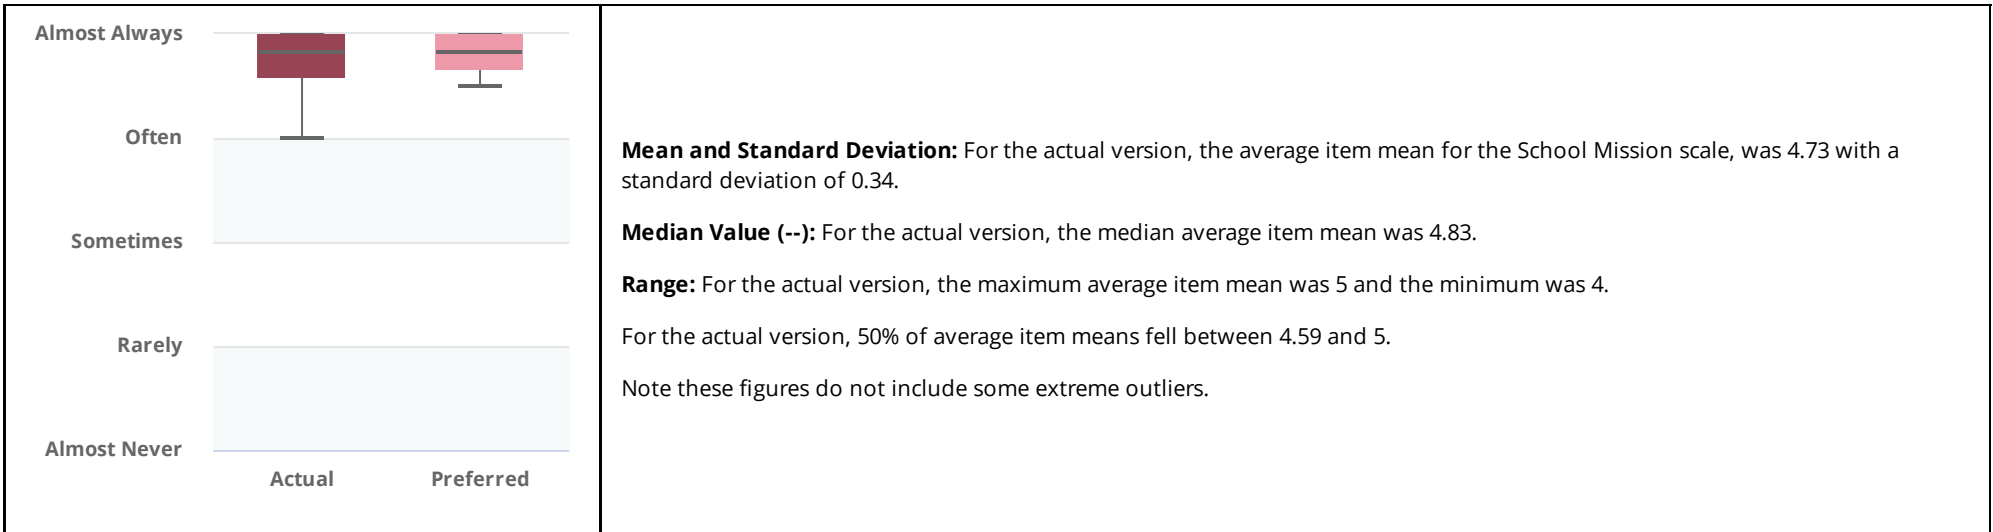 Almost Always
Often
Sometimes
Rarely
Almost Never
Actual
Preferred
Mean and Standard Deviation: For the actual version, the average item mean for the School Mission scale, was 4.73 with a
standard deviation of 0.34.
Median Value (--): For the actual version, the median average item mean was 4.83.
Range: For the actual version, the maximum average item mean was 5 and the minimum was 4.
For the actual version, 50% of average item means fell between 4.59 and 5.
Note these figures do not include some extreme outliers.